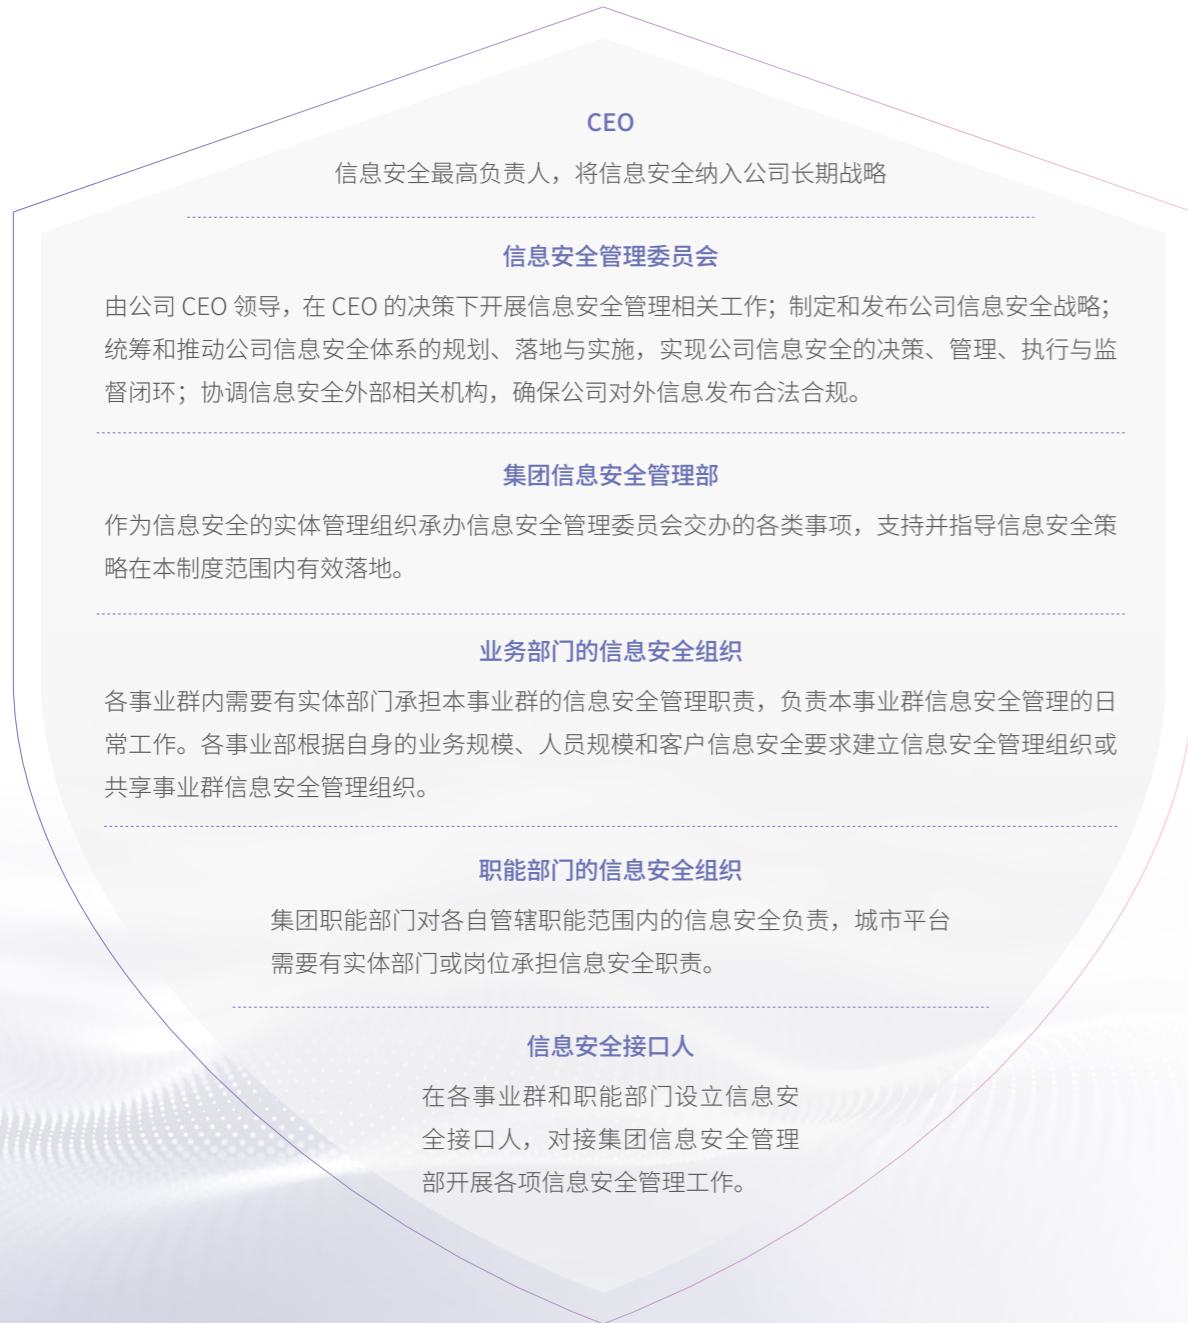 CEO
信息安全最高负责人，将信息安全纳入公司长期战略
信息安全管理委员会
由公司 CEO 领导，在 CEO 的决策下开展信息安全管理相关工作；制定和发布公司信息安全战略；
统筹和推动公司信息安全体系的规划、落地与实施，实现公司信息安全的决策、管理、执行与监
督闭环；协调信息安全外部相关机构，确保公司对外信息发布合法合规。
集团信息安全管理部
作为信息安全的实体管理组织承办信息安全管理委员会交办的各类事项，支持并指导信息安全策
略在本制度范围内有效落地。
业务部门的信息安全组织
各事业群内需要有实体部门承担本事业群的信息安全管理职责，负责本事业群信息安全管理的日
常工作。各事业部根据自身的业务规模、人员规模和客户信息安全要求建立信息安全管理组织或
共享事业群信息安全管理组织。
职能部门的信息安全组织
集团职能部门对各自管辖职能范围内的信息安全负责，城市平台
需要有实体部门或岗位承担信息安全职责。
信息安全接口人
在各事业群和职能部门设立信息安
全接口人，对接集团信息安全管理
部开展各项信息安全管理工作。